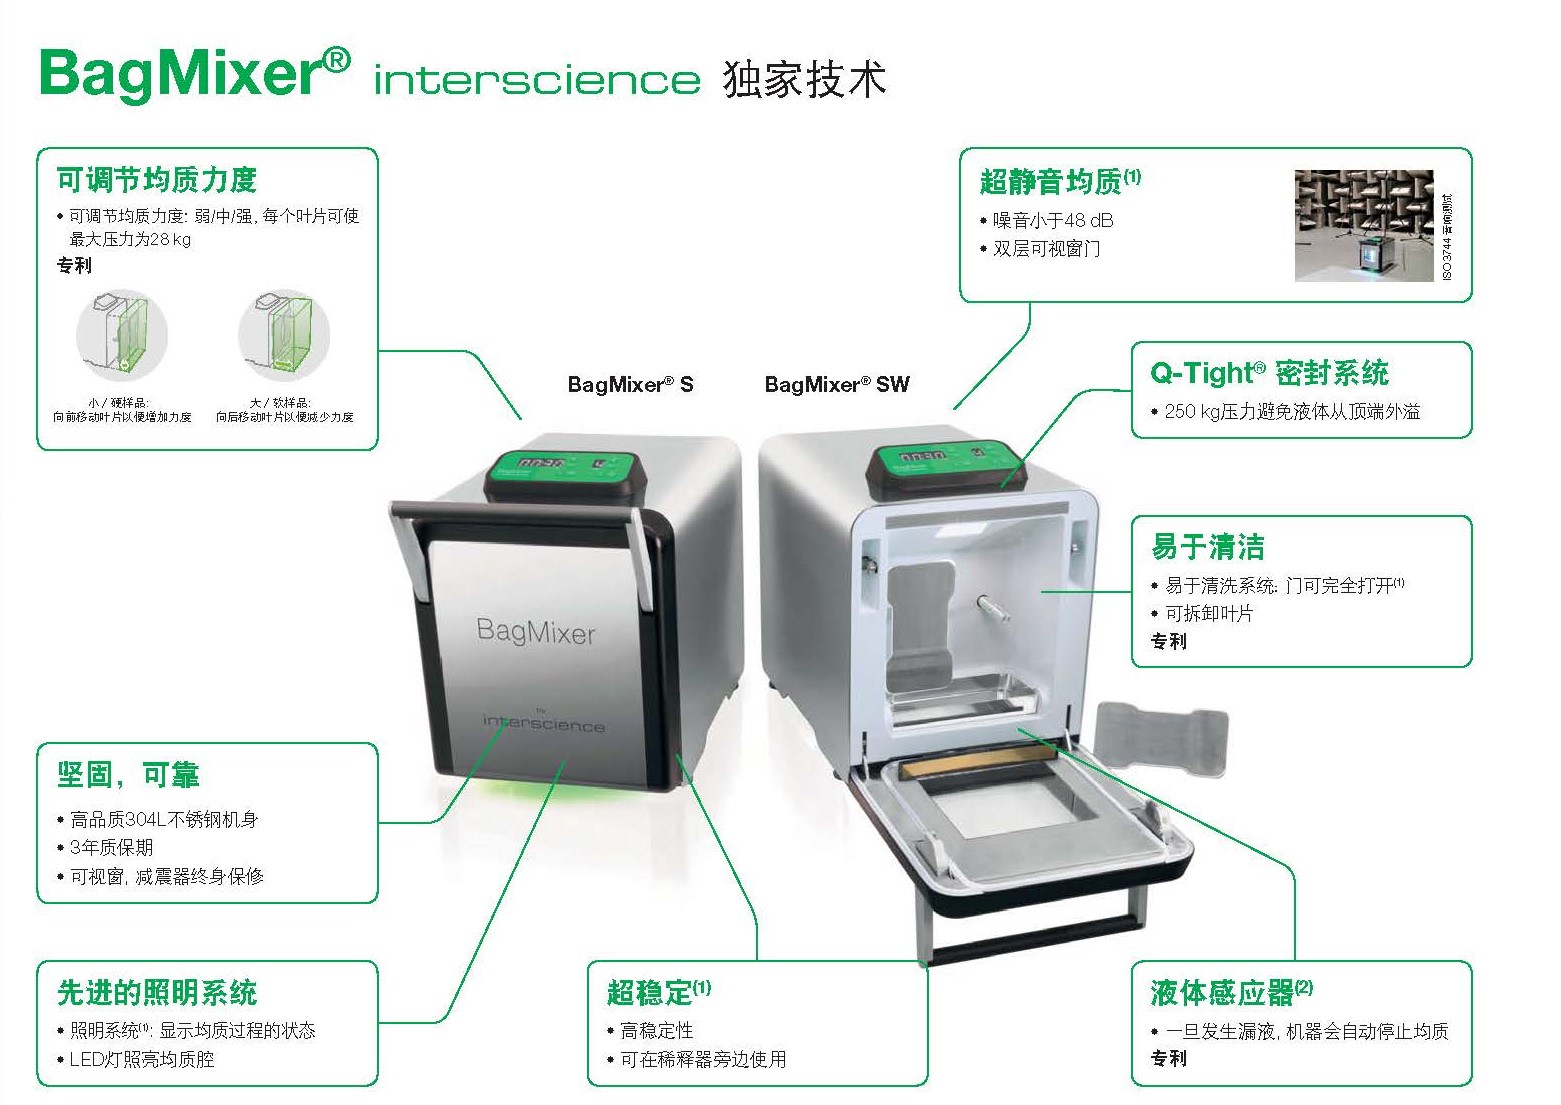 BagMixer® interscience 独家技术
可调节均质力度
• 可调节均质力度: 弱/中/强, 每个叶片可使
最大压力为28 kg
专利
小 / 硬样品:
向前移动叶片以便增加力度
大 / 软样品:
向后移动叶片以便减少力度
超静音均质(1)
• 噪音小于48 dB
• 双层可视窗门
ISO 3744 音响测试
BagMixer® S
BagMixer® SW
Q-Tight® 密封系统
• 250 kg压力避免液体从顶端外溢
易于清洁
• 易于清洗系统: 门可完全打开(1)
• 可拆卸叶片
专利
BagMixer
BagMixer
BagMixer
by
interscience
坚固, 可靠
• 高品质304L不锈钢机身
• 3年质保期
• 可视窗, 减震器终身保修
先进的照明系统
• 照明系统(1): 显示均质过程的状态
• LED灯照亮均质腔
超稳定(1)
• 高稳定性
• 可在稀释器旁边使用
液体感应器(2)
• 一旦发生漏液, 机器会自动停止均质
专利